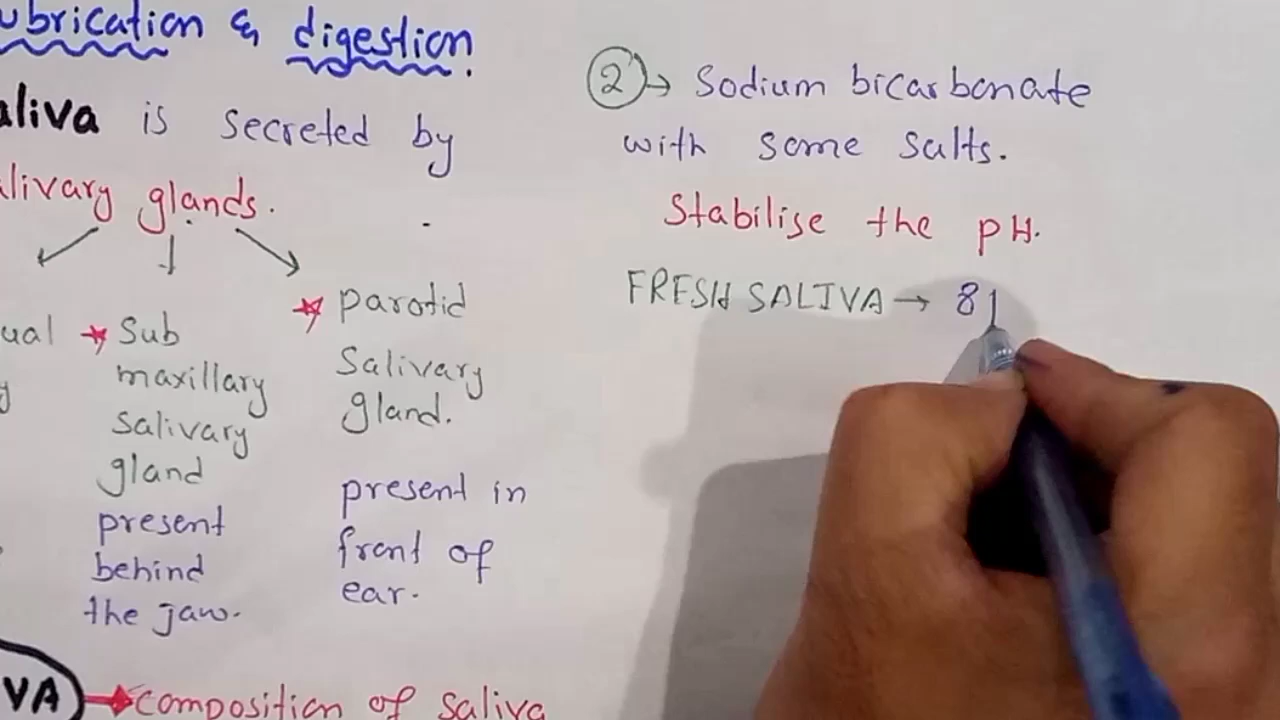 ubrication & digestion.
aliva is secreted by
alivary glands.
ual
y
* Sub
maxillary
salivary
gland
present
behind
the jaw.
* parotid
Salivary
gland.
present in
front of
ear.
VA → composition of saliva
2 → Sodium bicarbonate
with some salts.
Stabilise the pH.
FRESH SALIVA → 8